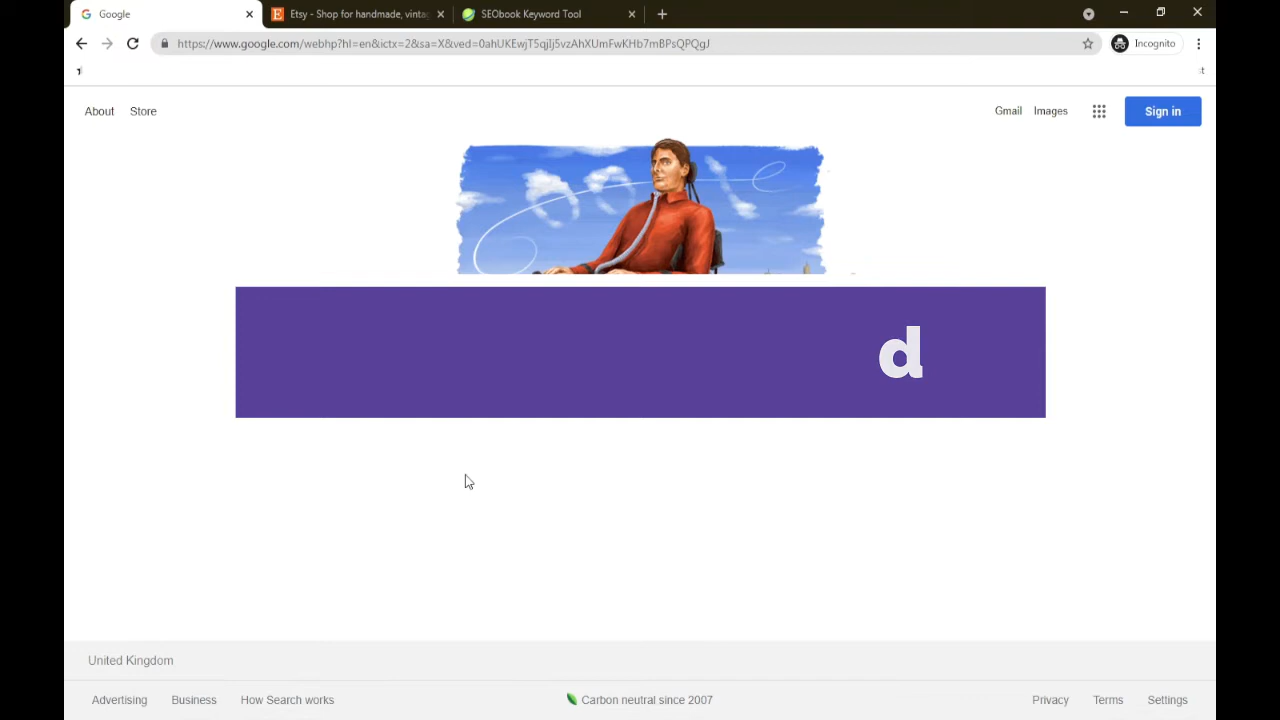 Google
Etsy - Shop for handmade, vinta
SEObook Keyword Tool
https://www.google.com/webhp?hl=en&ictx=2&sa=X&ved=0ahUKEwjT5qjIj5vzAhXUmFwKHb7mBPsQPQgJ
Incognito
About Store
Gmail Images
Sign in
d
United Kingdom
Advertising Business How Search works
Carbon neutral since 2007
Privacy Terms Settings